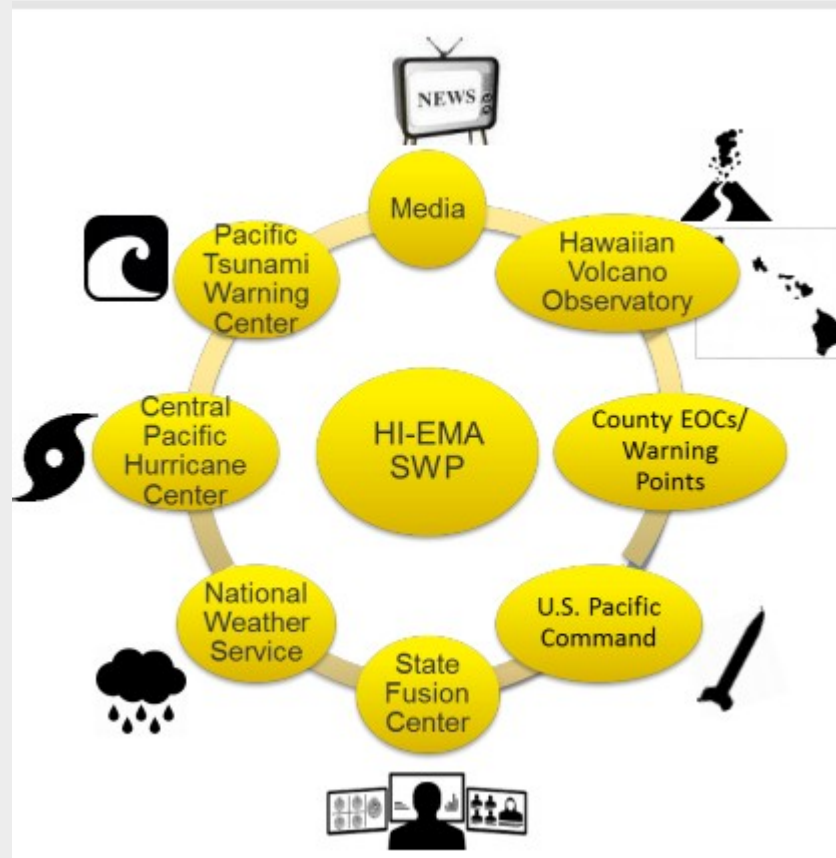 NEWS
Media
Pacific
Tsunami
Warning
Center
Hawaiian
Volcano
Observatory
Central
Pacific
Hurricane
Center
HI-EMA
SWP
County EOCs/
Warning
Points
National
Weather
Service
U.S. Pacific
Command
State
Fusion
Center